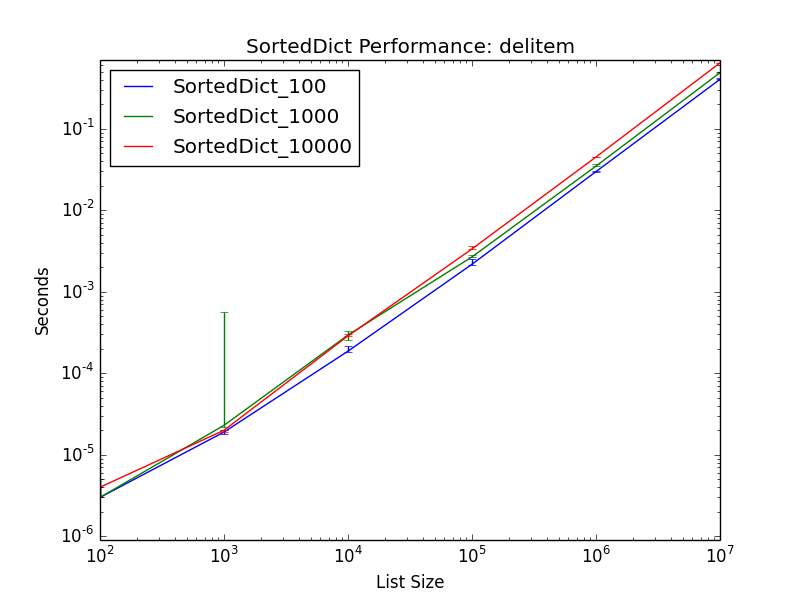 SortedDict Performance: delitem
SortedDict_100
SortedDict_1000
SortedDict_10000
Seconds
10^-1
10^-2
10^-3
10^-4
10^-5
10^-6
10^2 10^3 10^4 10^5 10^6 10^7
List Size